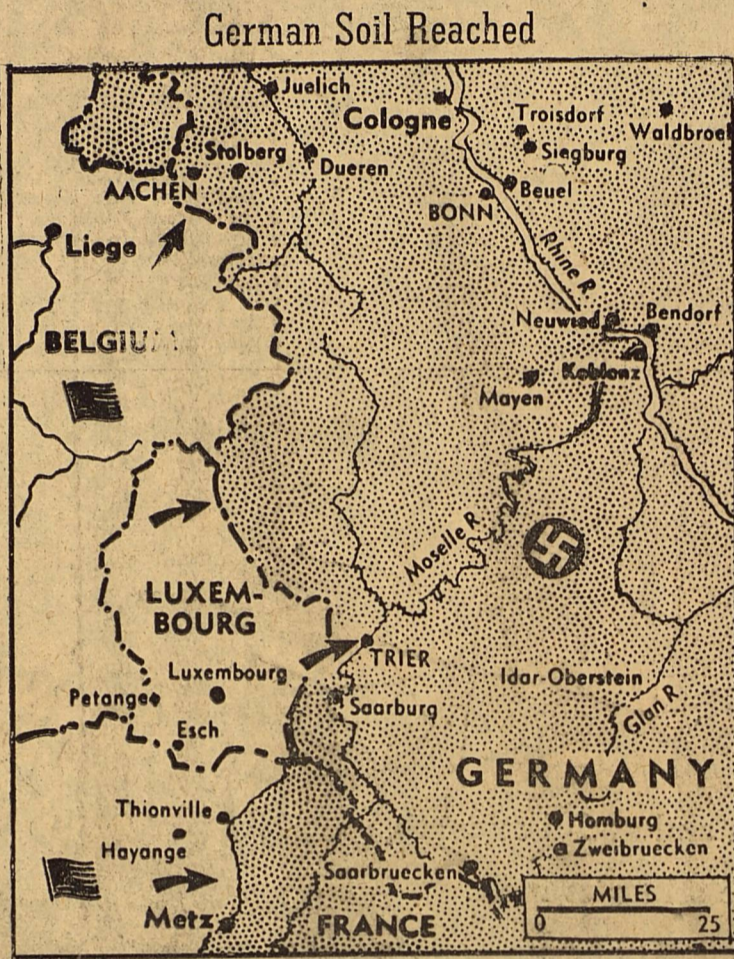 German Soil Reached
Juelich
Cologne
Troisdorf
Waldbroel
Siegburg
Stolberg
Dueren
AACHEN
Beuel
BONN
Liege
Rhine R
Neuwied
Bendorf
BELGIUM
Koblenz
Mayen
Moselle R
LUXEM-
BOURG
TRIER
Luxembourg
Idar-Oberstein
Petange
Saarburg
Glan R
Esch
GERMANY
Thionville
Homburg
Hayange
Zweibruecken
Saarbruecken
MILES
0 25
Metz
FRANCE